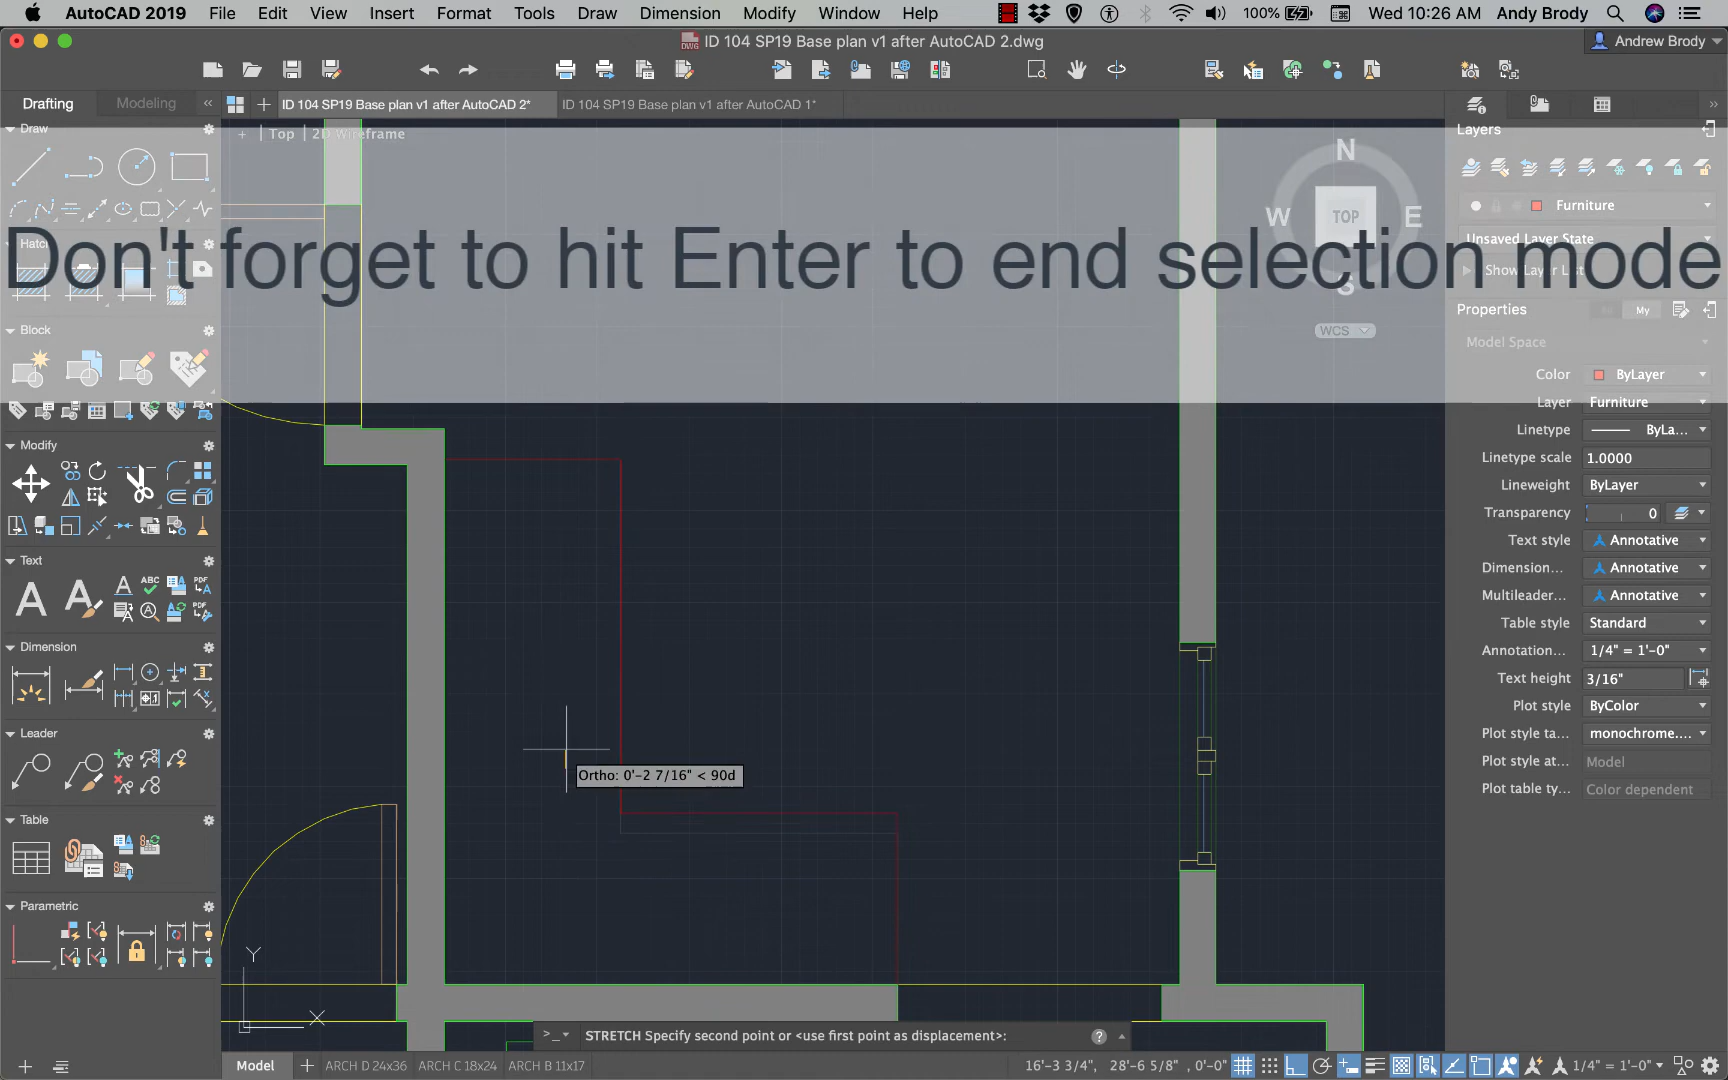 AutoCAD 2019 File Edit View Insert Format Tools Draw Dimension Modify Window Help 100% Wed 10:26 AM Andy Brody
ID 104 SP19 Base plan v1 after AutoCAD 2.dwg
Andrew Brody
Drafting Modeling
ID 104 SP19 Base plan v1 after AutoCAD 2* ID 104 SP19 Base plan v1 after AutoCAD 1*
Draw
+ Top 2D Wireframe
Layers
N
W TOP E
S
WCS
Furniture
Unsaved Layer State
Show Layer List
Hatch
Don't forget to hit Enter to end selection mode
Properties
My
Model Space
Block
Color ByLayer
Layer Furniture
Linetype ByLa...
Linetype scale 1.0000
Lineweight ByLayer
Transparency 0
Text style Annotative
Dimension... Annotative
Multileader... Annotative
Table style Standard
Annotation... 1/4" = 1'-0"
Text height 3/16"
Plot style ByColor
Plot style ta... monochrome....
Plot style at... Model
Plot table ty... Color dependent
Modify
Text
A A A ABC PDF
PDF
Dimension
Leader
Table
Parametric
Ortho: 0'-2 7/16" < 90d
Y
X
>_ STRETCH Specify second point or <use first point as displacement>: ?
Model ARCH D 24x36 ARCH C 18x24 ARCH B 11x17
16'-3 3/4", 28'-6 5/8" , 0'-0" 1/4" = 1'-0"